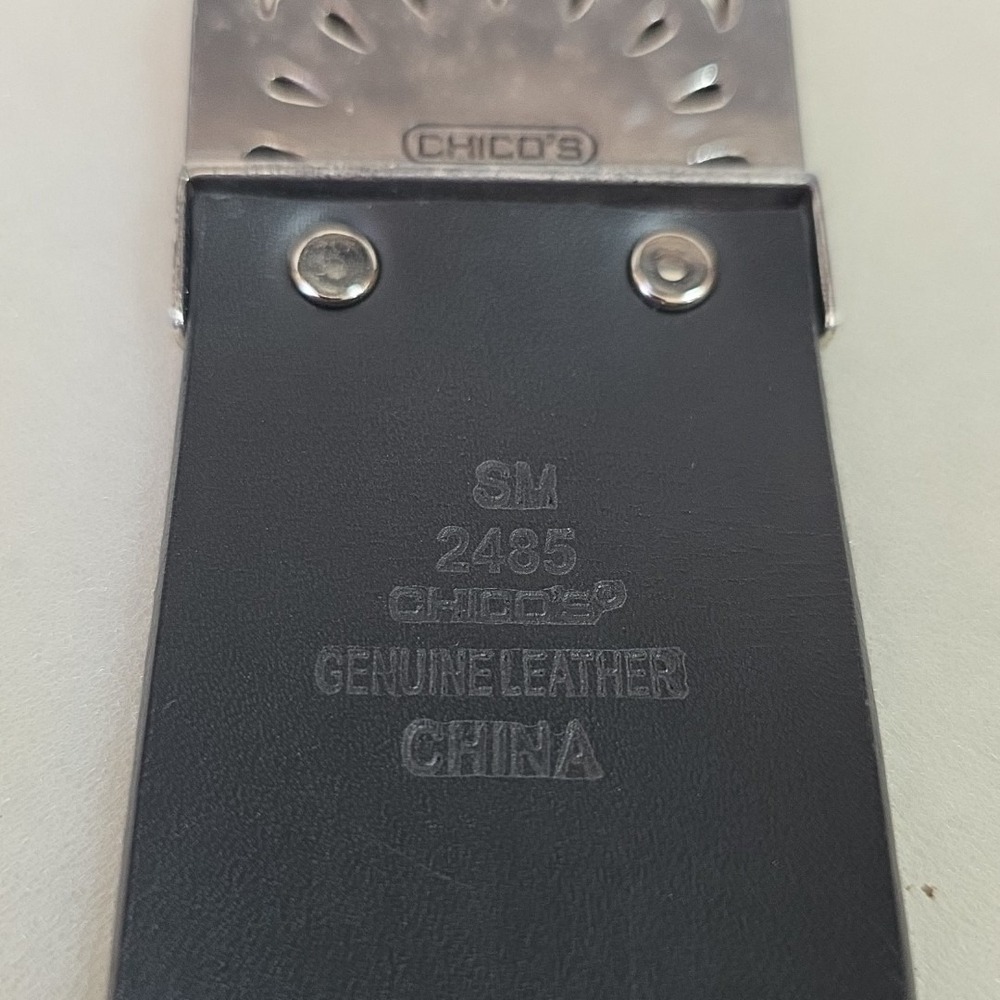 CHICO'S
SM
2485
CHICO'S®
GENUINE LEATHER
CHINA